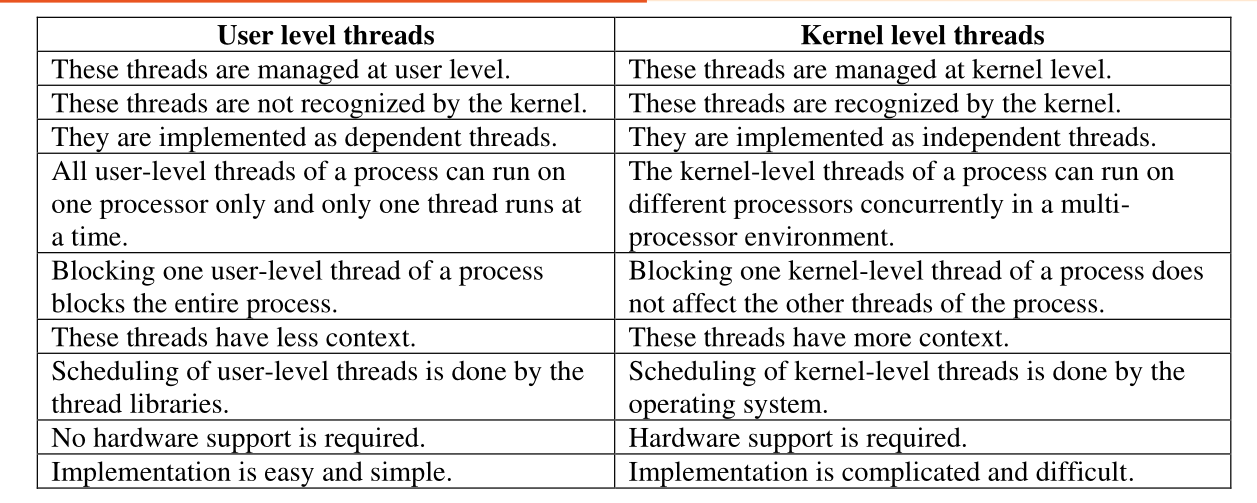 User level threads
Kernel level threads
These threads are managed at user level.
These threads are managed at kernel level.
These threads are not recognized by the kernel.
These threads are recognized by the kernel.
They are implemented as dependent threads.
They are implemented as independent threads.
All user-level threads of a process can run on
one processor only and only one thread runs at
a time.
The kernel-level threads of a process can run on
different processors concurrently in a multi-
processor environment.
Blocking one user-level thread of a process
blocks the entire process.
Blocking one kernel-level thread of a process does
not affect the other threads of the process.
These threads have less context.
These threads have more context.
Scheduling of user-level threads is done by the
thread libraries.
Scheduling of kernel-level threads is done by the
operating system.
No hardware support is required.
Hardware support is required.
Implementation is easy and simple.
Implementation is complicated and difficult.